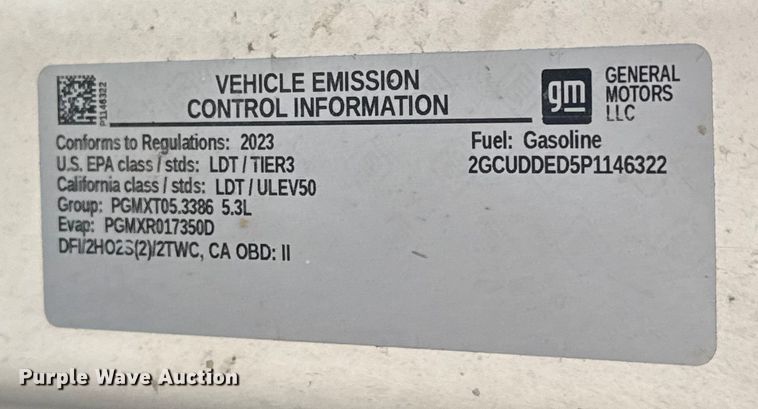 P1146322
VEHICLE EMISSION
CONTROL INFORMATION
gm
GENERAL
MOTORS
LLC
Conforms to Regulations: 2023
U.S. EPA class / stds: LDT / TIER3
California class / stds: LDT / ULEV50
Group: PGMXT05.3386 5.3L
Evap: PGMXR017350D
DFI/2HO2S(2)/2TWC, CA OBD: II
Fuel: Gasoline
2GCUDDED5P1146322
Purple Wave Auction